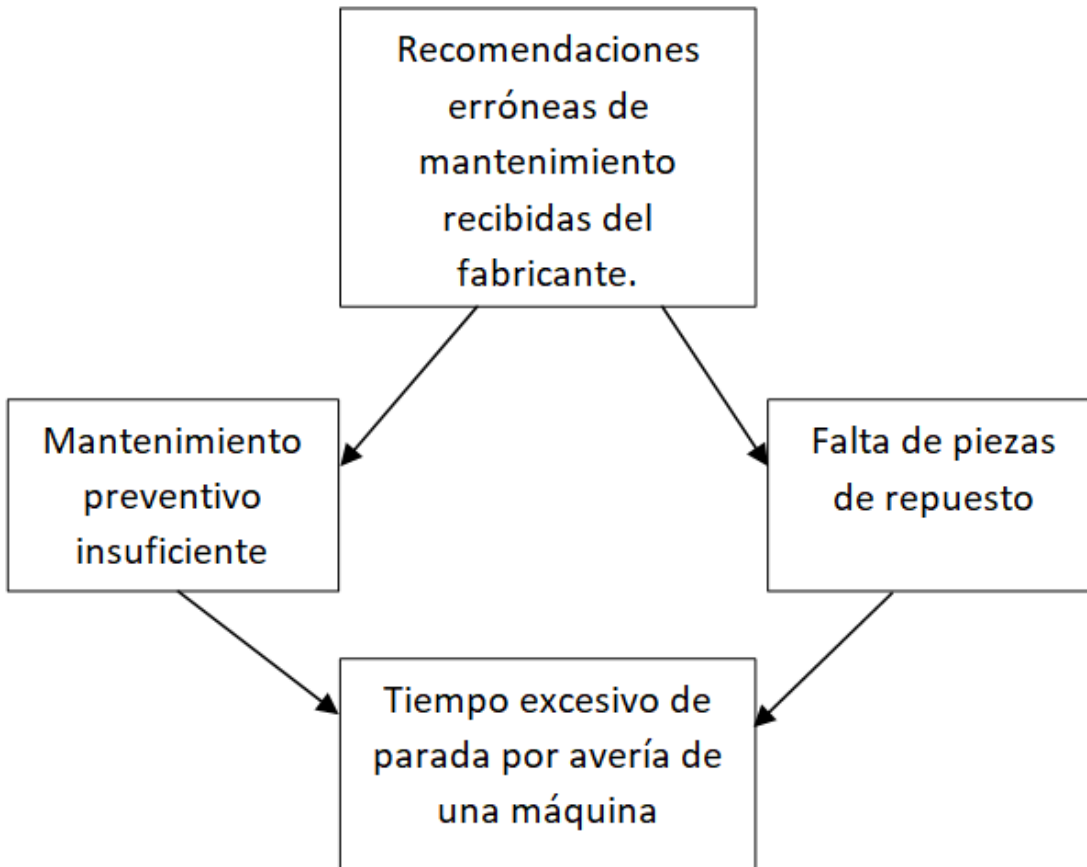 Recomendaciones
erróneas de
mantenimiento
recibidas del
fabricante.
Mantenimiento
preventivo
insuficiente
Falta de piezas
de repuesto
Tiempo excesivo de
parada por avería de
una máquina